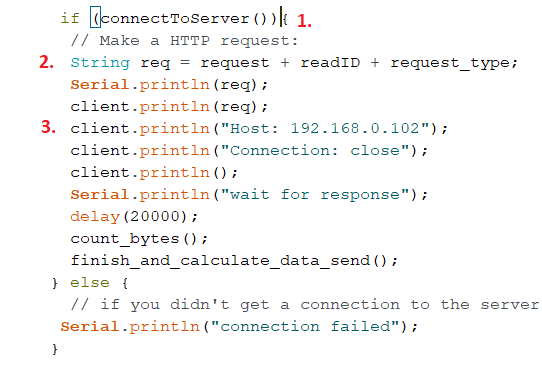 if (connectToServer()){ 1.
// Make a HTTP request:
2. String req = request + readID + request_type;
Serial.println(req);
client.println(req);
3. client.println("Host: 192.168.0.102");
client.println("Connection: close");
client.println();
Serial.println("wait for response");
delay(20000);
count_bytes();
finish_and_calculate_data_send();
} else {
// if you didn't get a connection to the server
Serial.println("connection failed");
}